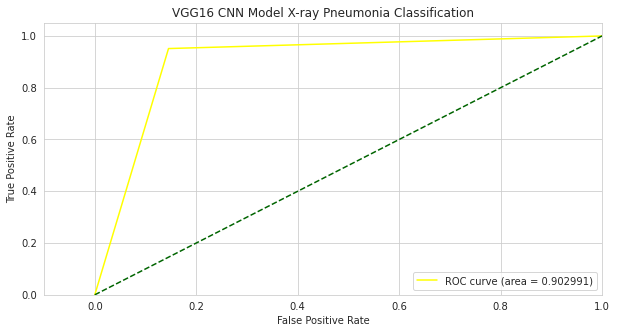 VGG16 CNN Model X-ray Pneumonia Classification
True Positive Rate
1.0
0.8
0.6
0.4
0.2
0.0
0.0 0.2 0.4 0.6 0.8 1.0
False Positive Rate
ROC curve (area = 0.902991)